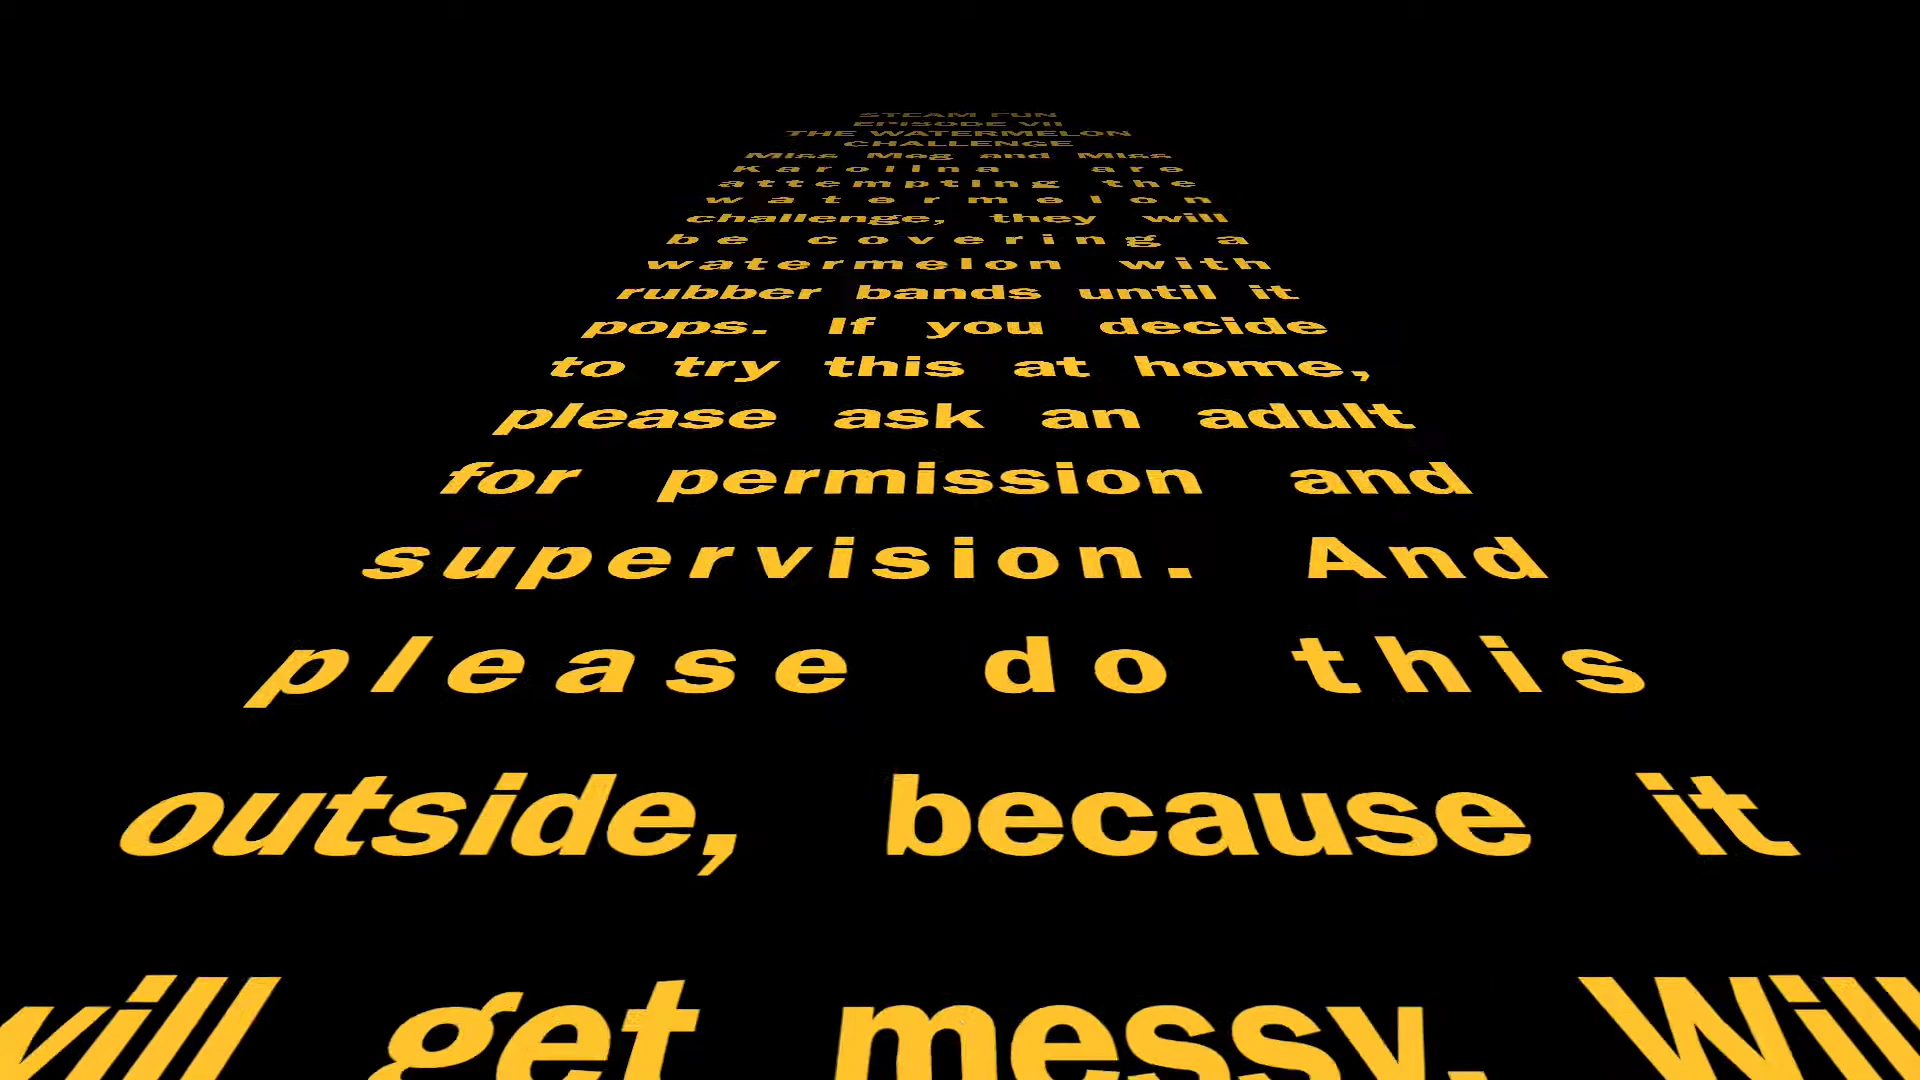 STEAM FUN
EPISODE VII
THE WATERMELON
CHALLENGE
Miss Meg and Miss
Karolina are
attempting the
watermelon
challenge, they will
be covering a
watermelon with
rubber bands until it
pops. If you decide
to try this at home,
please ask an adult
for permission and
supervision. And
please do this
outside, because it
will get messy. Will